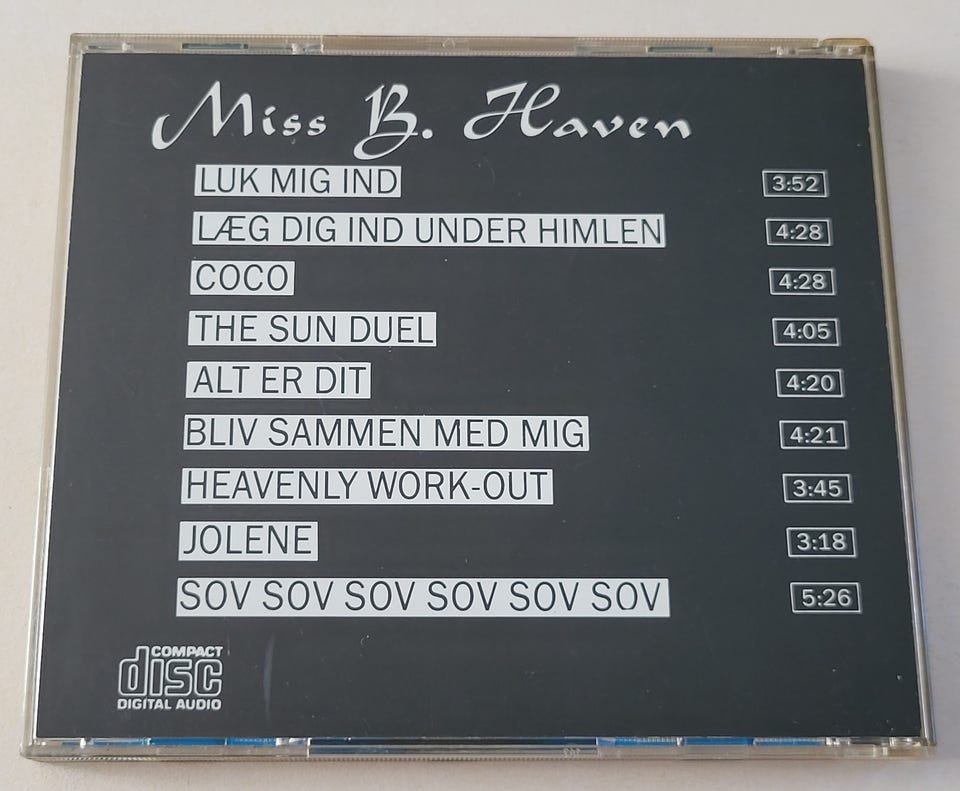 Miss B. Haven
LUK MIG IND 3:52
LÆG DIG IND UNDER HIMLEN 4:28
COCO 4:28
THE SUN DUEL 4:05
ALT ER DIT 4:20
BLIV SAMMEN MED MIG 4:21
HEAVENLY WORK-OUT 3:45
JOLENE 3:18
SOV SOV SOV SOV SOV SOV 5:26
COMPACT
disc
DIGITAL AUDIO